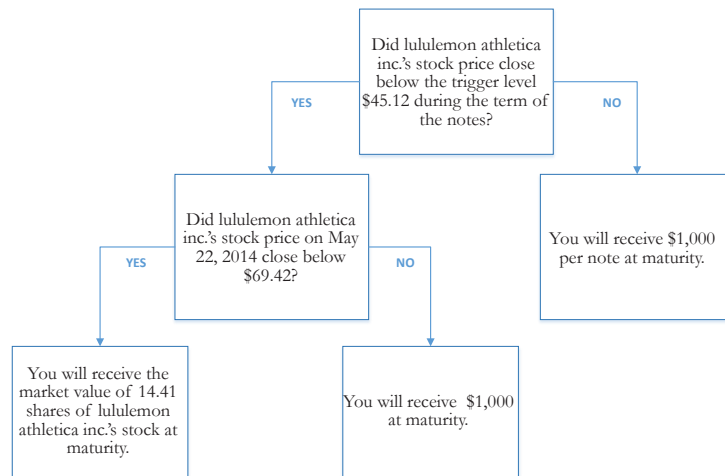 Did lululemon athletica
inc.'s stock price close
below the trigger level
$45.12 during the term of
the notes?
YES
NO
Did lululemon athletica
inc.'s stock price on May
22, 2014 close below
$69.42?
You will receive $1,000
per note at maturity.
YES
NO
You will receive the
market value of 14.41
shares of lululemon
athletica inc.'s stock at
maturity.
You will receive $1,000
at maturity.